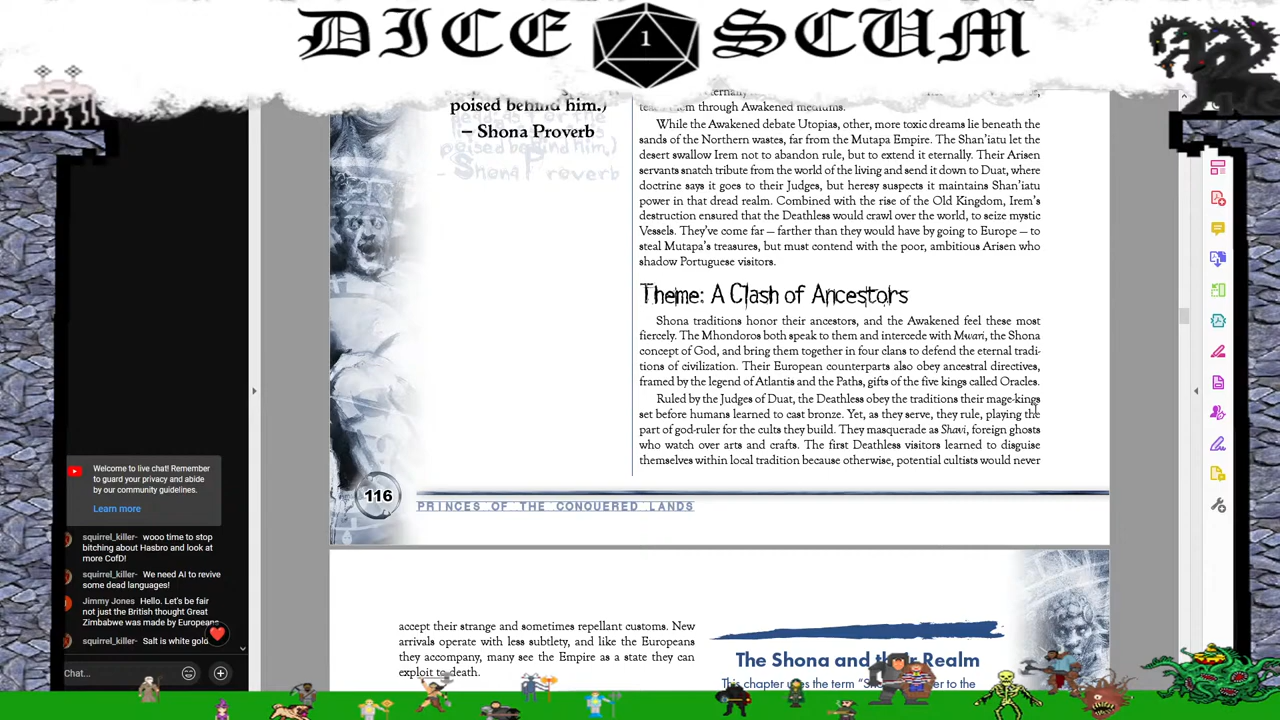 DICE SCUM
1
poised behind him.)
– Shona Proverb
poised behind him.)
them through Awakened mediums.
While the Awakened debate Utopias, other, more toxic dreams lie beneath the
sands of the Northern wastes, far from the Mutapa Empire. The Shan'iatu let the
desert swallow Irem not to abandon rule, but to extend it eternally. Their Arisen
servants snatch tribute from the world of the living and send it down to Duat, where
doctrine says it goes to their Judges, but heresy suspects it maintains Shan'iatu
power in that dread realm. Combined with the rise of the Old Kingdom, Irem's
destruction ensured that the Deathless would crawl over the world, to seize mystic
Vessels. They've come far — farther than they would have by going to Europe — to
steal Mutapa's treasures, but must contend with the poor, ambitious Arisen who
shadow Portuguese visitors.
Theme: A Clash of Ancestors
Shona traditions honor their ancestors, and the Awakened feel these most
fiercely. The Mhondoros both speak to them and intercede with Mwari, the Shona
concept of God, and bring them together in four clans to defend the eternal tradi-
tions of civilization. Their European counterparts also obey ancestral directives,
framed by the legend of Atlantis and the Paths, gifts of the five kings called Oracles.
Ruled by the Judges of Duat, the Deathless obey the traditions their mage-kings
set before humans learned to cast bronze. Yet, as they serve, they rule, playing the
part of god-ruler for the cults they build. They masquerade as Shavi, foreign ghosts
who watch over arts and crafts. The first Deathless visitors learned to disguise
themselves within local tradition because otherwise, potential cultists would never
116
PRINCES OF THE CONQUERED LANDS
accept their strange and sometimes repellant customs. New
arrivals operate with less subtlety, and like the Europeans
they accompany, many see the Empire as a state they can
exploit to death.
The Shona and their Realm
This chapter uses the term "Sho to the
Welcome to live chat! Remember
to guard your privacy and abide
by our community guidelines.
Learn more
squirrel_killer- wooo time to stop
bitching about Hasbro and look at
more CofD!
squirrel_killer- We need AI to revive
some dead languages!
Jimmy Jones Hello. Let's be fair
not just the British thought Great
Zimbabwe was made by Europeans
squirrel_killer- Salt is white gold
Chat...